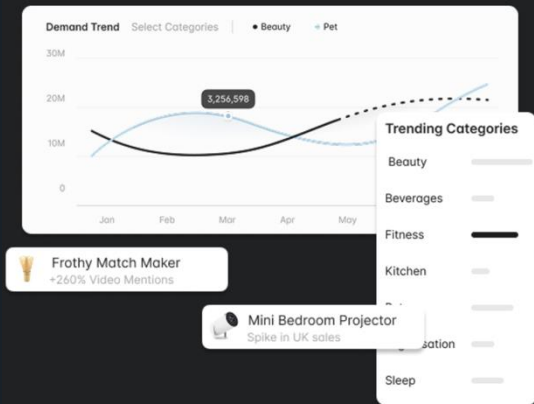 Demand Trend Select Categories Beauty Pet
30M
20M
10M
0
3,256,598
Jan Feb Mar Apr May
Trending Categories
Beauty
Beverages
Fitness
Kitchen
sation
Sleep
Frothy Match Maker
+260% Video Mentions
Mini Bedroom Projector
Spike in UK sales